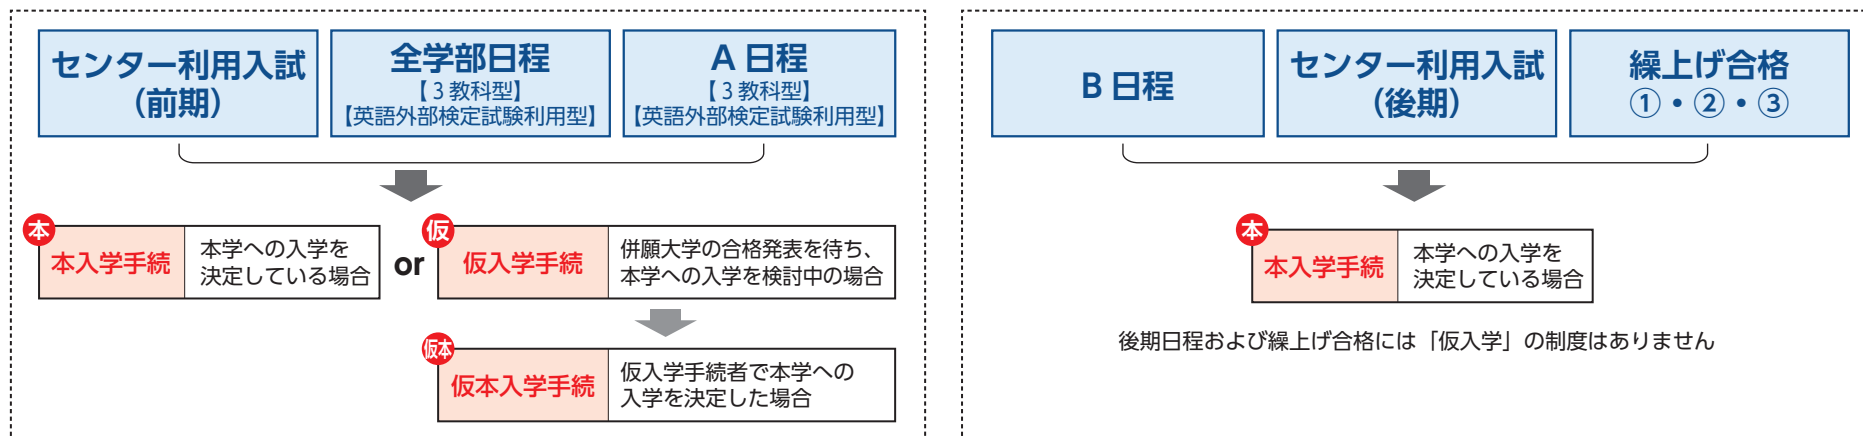 センター利用入試
(前期)
全学部日程
【3教科型】
【英語外部検定試験利用型】
A日程
【3教科型】
【英語外部検定試験利用型】
本
本入学手続
本学への入学を
決定している場合
or
仮
仮入学手続
併願大学の合格発表を待ち、
本学への入学を検討中の場合
仮本
仮本入学手続
仮入学手続者で本学への
入学を決定した場合
B日程
センター利用入試
(後期)
繰上げ合格
①・②・③
本
本入学手続
本学への入学を
決定している場合
後期日程および繰上げ合格には「仮入学」の制度はありません